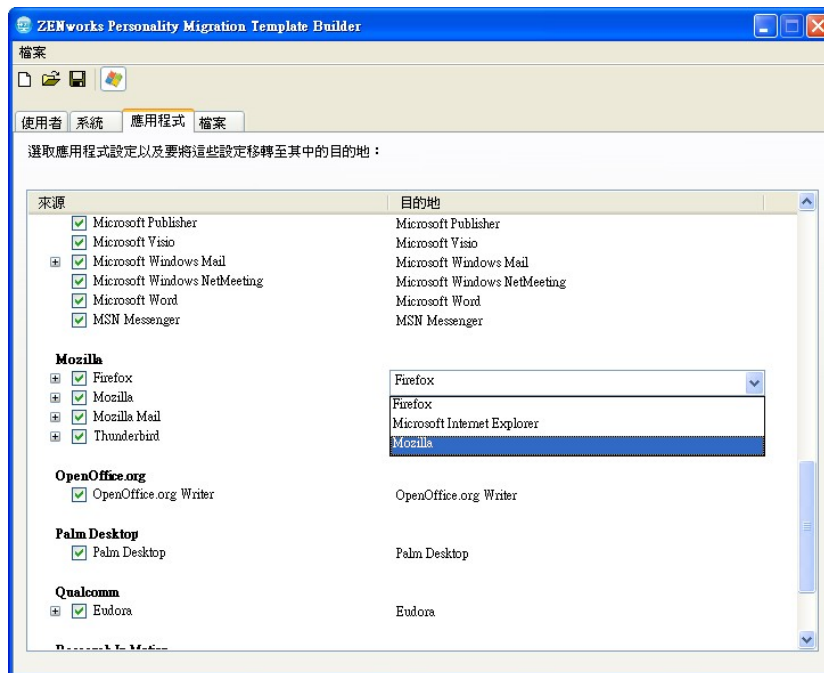 ZENworks Personality Migration Template Builder
檔案
使用者 系統 應用程式 檔案
選取應用程式設定以及要將這些設定移轉至其中的目的地：
來源 目的地
Microsoft Publisher Microsoft Publisher
Microsoft Visio Microsoft Visio
Microsoft Windows Mail Microsoft Windows Mail
Microsoft Windows NetMeeting Microsoft Windows NetMeeting
Microsoft Word Microsoft Word
MSN Messenger MSN Messenger
Mozilla
Firefox Firefox
Mozilla Firefox
Mozilla Mail Microsoft Internet Explorer
Thunderbird Mozilla
OpenOffice.org
OpenOffice.org Writer OpenOffice.org Writer
Palm Desktop
Palm Desktop Palm Desktop
Qualcomm
Eudora Eudora
Research In Motion